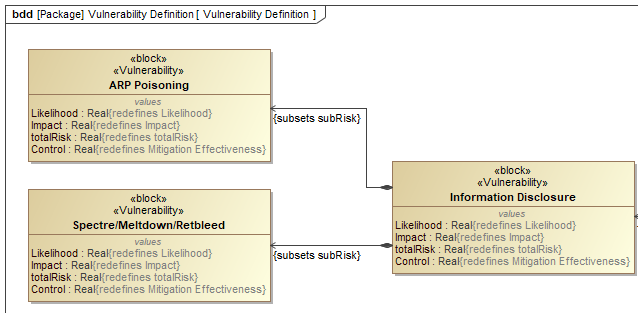 bdd [Package] Vulnerability Definition [ Vulnerability Definition ]
«block»
«Vulnerability»
ARP Poisoning
values
Likelihood : Real{redefines Likelihood}
Impact : Real{redefines Impact}
totalRisk : Real{redefines totalRisk}
Control : Real{redefines Mitigation Effectiveness}
{subsets subRisk}
«block»
«Vulnerability»
Information Disclosure
values
Likelihood : Real{redefines Likelihood}
Impact : Real{redefines Impact}
totalRisk : Real{redefines totalRisk}
Control : Real{redefines Mitigation Effectiveness}
«block»
«Vulnerability»
Spectre/Meltdown/Retbleed
values
Likelihood : Real{redefines Likelihood}
Impact : Real{redefines Impact}
totalRisk : Real{redefines totalRisk}
Control : Real{redefines Mitigation Effectiveness}
{subsets subRisk}